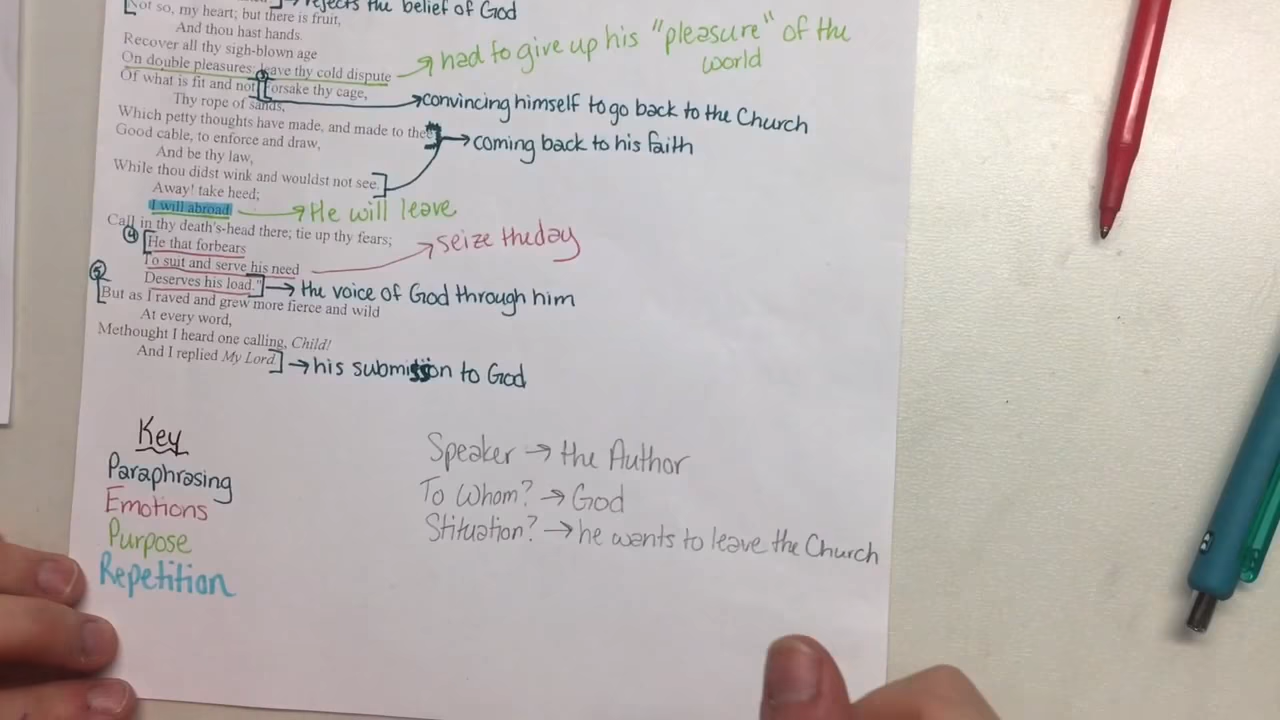 → rejects the belief of God
Not so, my heart; but there is fruit,
And thou hast hands.
Recover all thy sigh-blown age
On double pleasures: leave thy cold dispute → had to give up his "pleasure" of the world
Of what is fit and not. Forsake thy cage,
Thy rope of sands, → convincing himself to go back to the Church
Which petty thoughts have made, and made to thee
Good cable, to enforce and draw, → coming back to his faith
And be thy law,
While thou didst wink and wouldst not see.
Away! take heed;
I will abroad → He will leave
Call in thy death's-head there; tie up thy fears;
④ He that forbears
To suit and serve his need → seize the day
Deserves his load." → the voice of God through him
⑤ But as I raved and grew more fierce and wild
At every word,
Methought I heard one calling, Child!
And I replied My Lord. → his submission to God
Key
Paraphrasing
Emotions
Purpose
Repetition
Speaker → the Author
To Whom? → God
Stituation? → he wants to leave the Church